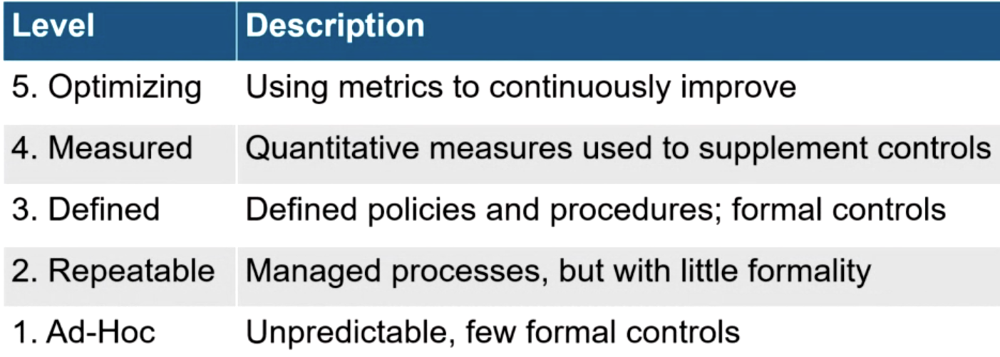 Level Description
5. Optimizing Using metrics to continuously improve
4. Measured Quantitative measures used to supplement controls
3. Defined Defined policies and procedures; formal controls
2. Repeatable Managed processes, but with little formality
1. Ad-Hoc Unpredictable, few formal controls